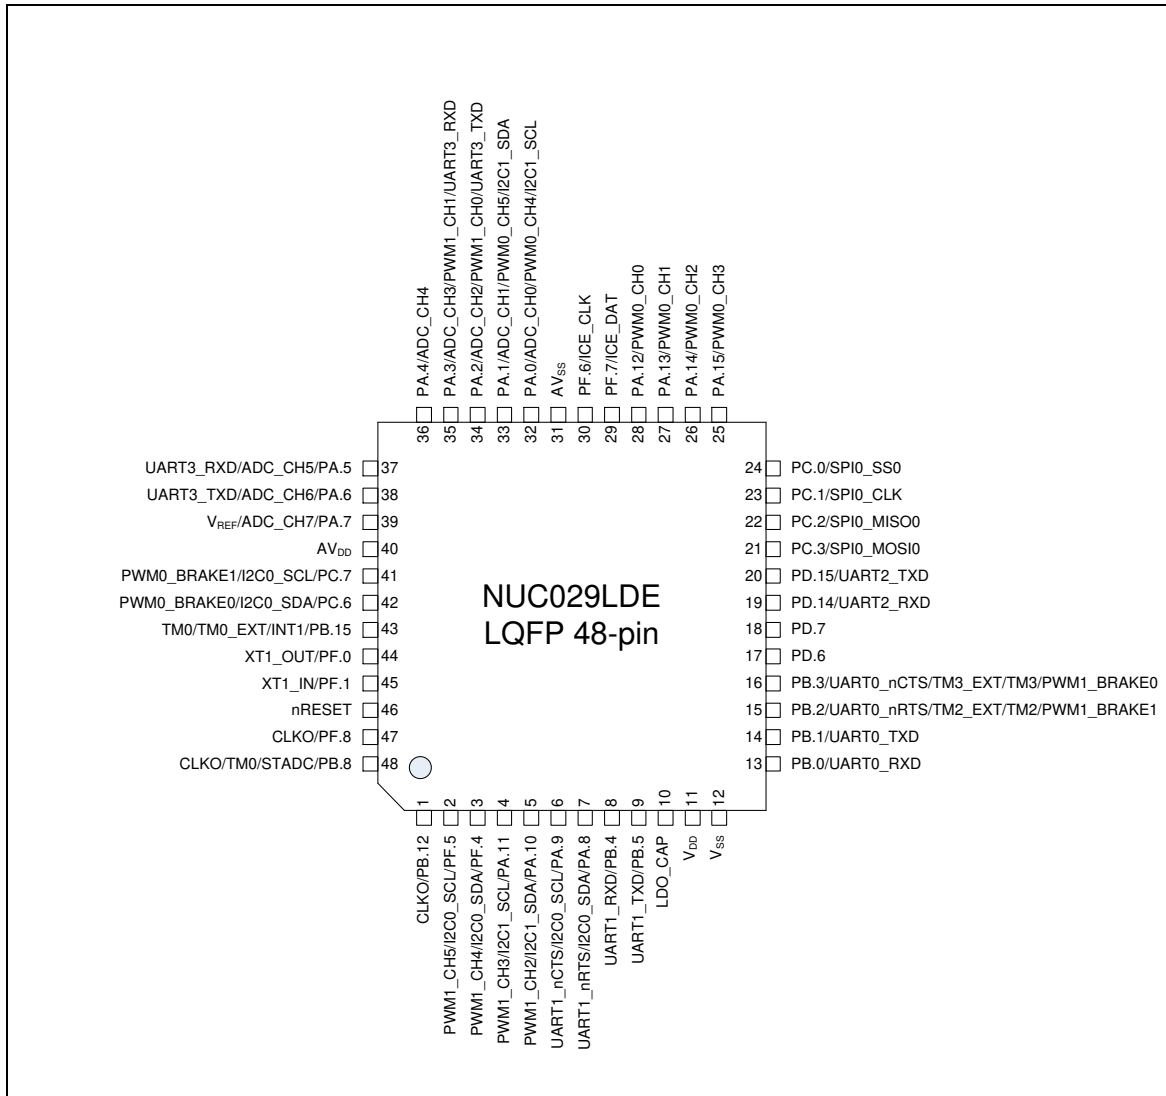 PA.4/ADC_CH4
PA.3/ADC_CH3/PWM1_CH1/UART3_RXD
PA.2/ADC_CH2/PWM1_CH0/UART3_TXD
PA.1/ADC_CH1/PWM0_CH5/I2C1_SDA
PA.0/ADC_CH0/PWM0_CH4/I2C1_SCL
AVSS
PF.6/ICE_CLK
PF.7/ICE_DAT
PA.12/PWM0_CH0
PA.13/PWM0_CH1
PA.14/PWM0_CH2
PA.15/PWM0_CH3
36 35 34 33 32 31 30 29 28 27 26 25
UART3_RXD/ADC_CH5/PA.5 37
UART3_TXD/ADC_CH6/PA.6 38
VREF/ADC_CH7/PA.7 39
AVDD 40
PWM0_BRAKE1/I2C0_SCL/PC.7 41
PWM0_BRAKE0/I2C0_SDA/PC.6 42
TM0/TM0_EXT/INT1/PB.15 43
XT1_OUT/PF.0 44
XT1_IN/PF.1 45
nRESET 46
CLKO/PF.8 47
CLKO/TM0/STADC/PB.8 48
NUC029LDE
LQFP 48-pin
24 PC.0/SPI0_SS0
23 PC.1/SPI0_CLK
22 PC.2/SPI0_MISO0
21 PC.3/SPI0_MOSI0
20 PD.15/UART2_TXD
19 PD.14/UART2_RXD
18 PD.7
17 PD.6
16 PB.3/UART0_nCTS/TM3_EXT/TM3/PWM1_BRAKE0
15 PB.2/UART0_nRTS/TM2_EXT/TM2/PWM1_BRAKE1
14 PB.1/UART0_TXD
13 PB.0/UART0_RXD
1 2 3 4 5 6 7 8 9 10 11 12
CLKO/PB.12
PWM1_CH5/I2C0_SCL/PF.5
PWM1_CH4/I2C0_SDA/PF.4
PWM1_CH3/I2C1_SCL/PA.11
PWM1_CH2/I2C1_SDA/PA.10
UART1_nCTS/I2C0_SCL/PA.9
UART1_nRTS/I2C0_SDA/PA.8
UART1_RXD/PB.4
UART1_TXD/PB.5
LDO_CAP
VDD
VSS